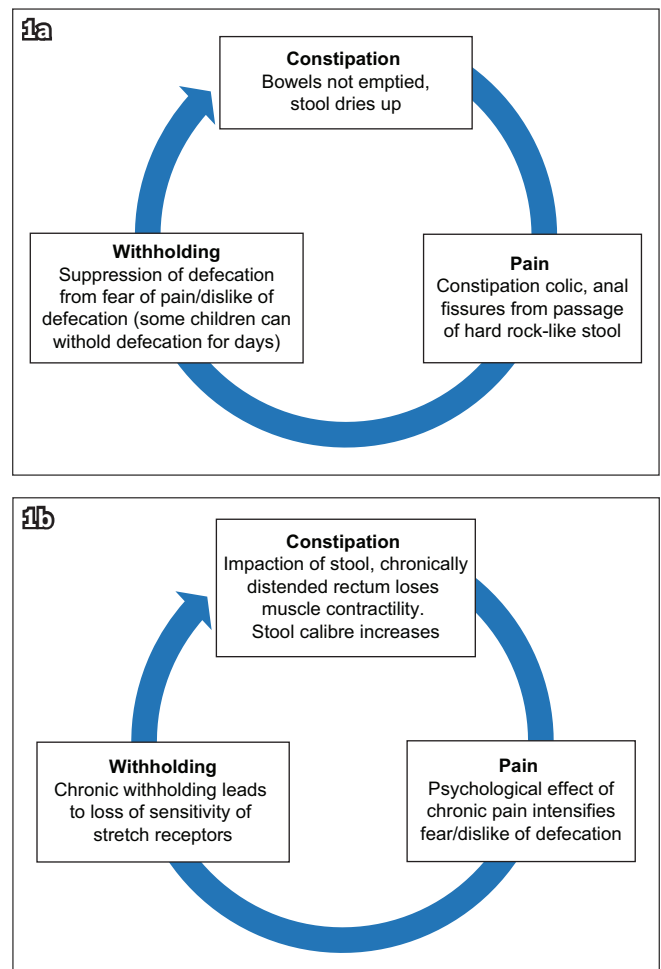 1a
Constipation
Bowels not emptied,
stool dries up
Withholding
Suppression of defecation
from fear of pain/dislike of
defecation (some children can
withold defecation for days)
Pain
Constipation colic, anal
fissures from passage
of hard rock-like stool
1b
Constipation
Impaction of stool, chronically
distended rectum loses
muscle contractility.
Stool calibre increases
Withholding
Chronic withholding leads
to loss of sensitivity of
stretch receptors
Pain
Psychological effect of
chronic pain intensifies
fear/dislike of defecation